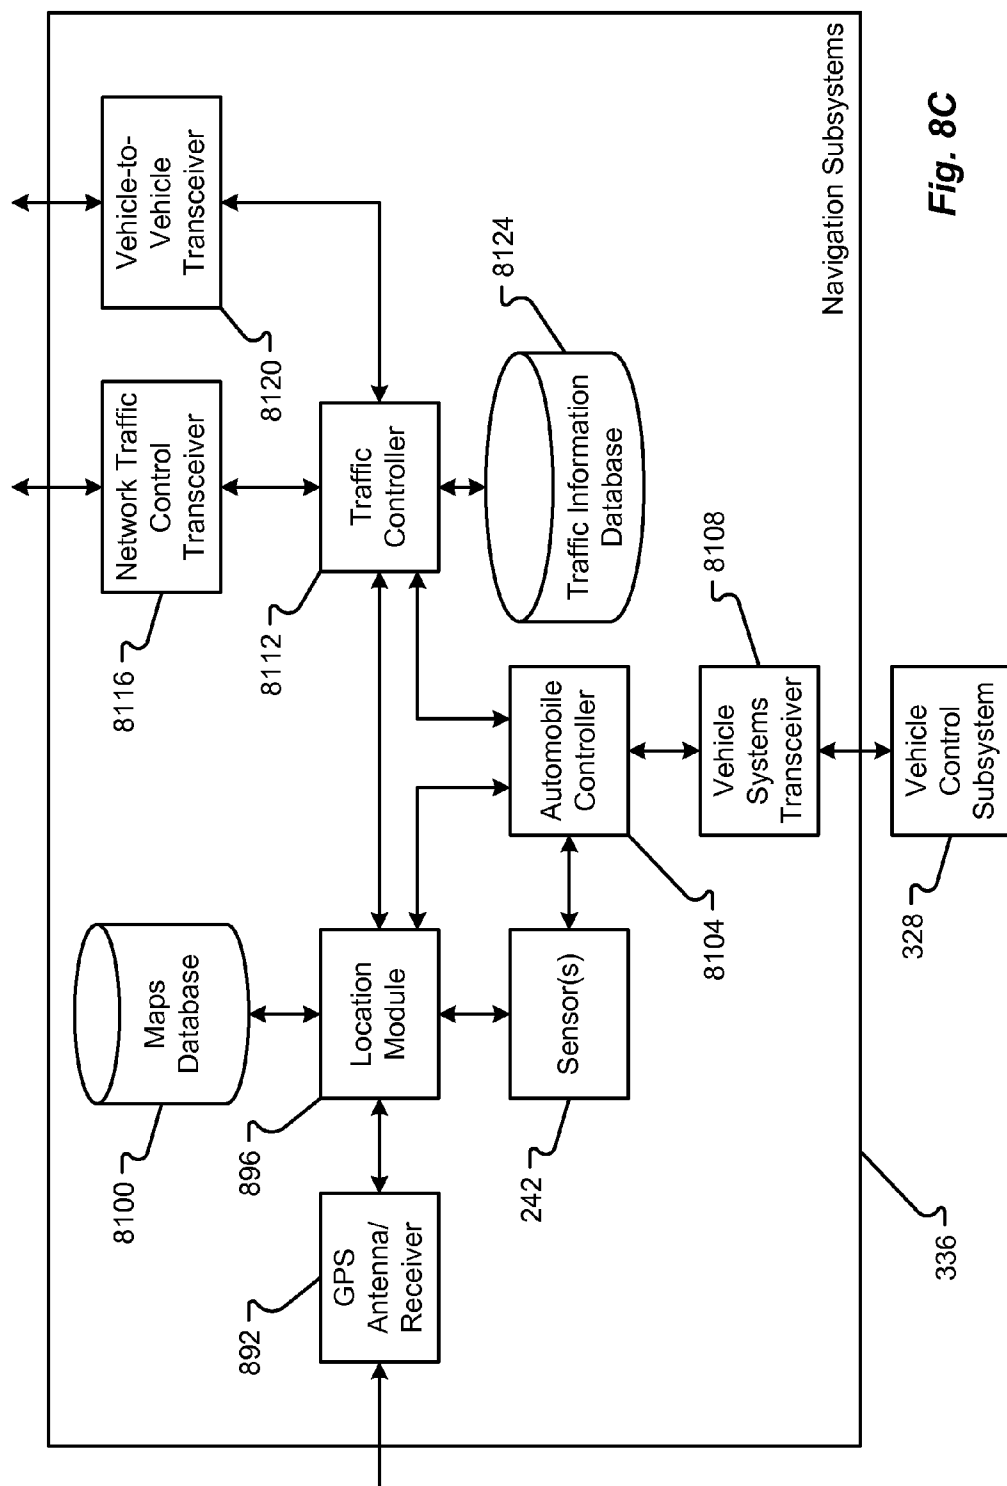 8100
Maps
Database
8116
Network Traffic
Control
Transceiver
Vehicle-to-
Vehicle
Transceiver
8120
892
GPS
Antenna/
Receiver
896
Location
Module
8112
Traffic
Controller
242
Sensor(s)
Automobile
Controller
8104
Traffic Information
Database
8124
Vehicle
Systems
Transceiver
8108
Navigation Subsystems
336
328
Vehicle
Control
Subsystem
Fig. 8C